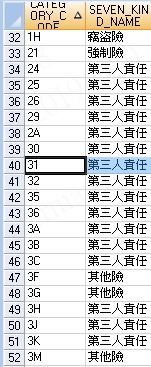 CATEGORY_CODE SEVEN_KIND_NAME
32 1H 竊盜險
33 21 強制險
34 24 第三人責任
35 25 第三人責任
36 26 第三人責任
37 29 第三人責任
38 2A 第三人責任
39 30 第三人責任
40 31 第三人責任
41 32 第三人責任
42 35 第三人責任
43 36 第三人責任
44 3A 第三人責任
45 3B 第三人責任
46 3C 第三人責任
47 3F 其他險
48 3G 其他險
49 3H 第三人責任
50 3J 第三人責任
51 3K 第三人責任
52 3M 其他險